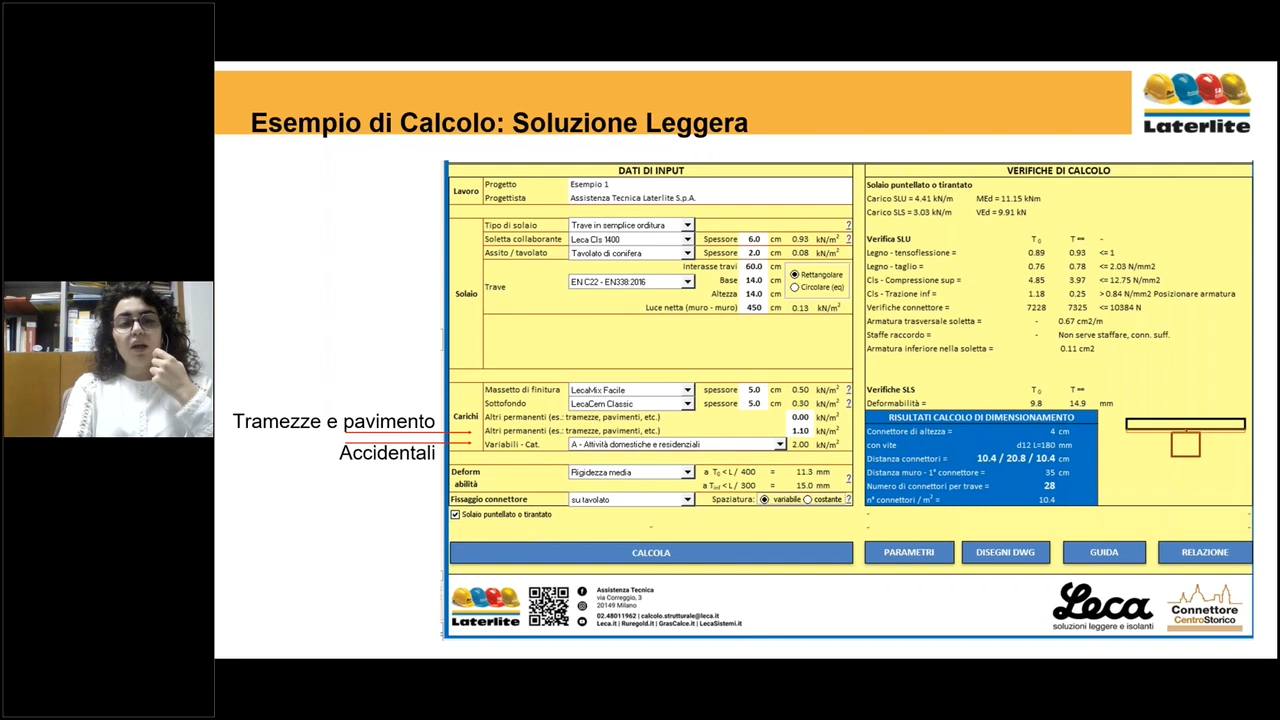 Esempio di Calcolo: Soluzione Leggera
Laterlite
DATI DI INPUT
Lavoro
Progetto Esempio 1
Progettista Assistenza Tecnica Laterlite S.p.A.
Solaio
Tipo di solaio Trave in semplice orditura ?
Soletta collaborante Leca Cls 1400 Spessore 6.0 cm 0.93 kN/m² ?
Assito / tavolato Tavolato di conifera Spessore 2.0 cm 0.08 kN/m²
Interasse travi 60.0 cm
Trave EN C22 - EN338:2016 Base 14.0 cm
Rettangolare
Circolare (eq)
Altezza 14.0 cm
Luce netta (muro - muro) 450 cm 0.13 kN/m²
Carichi
Massetto di finitura LecaMix Facile spessore 5.0 cm 0.50 kN/m² ?
Sottofondo LecaCem Classic spessore 5.0 cm 0.30 kN/m² ?
Altri permanenti (es.: tramezze, pavimenti, etc.) 0.00 kN/m²
Altri permanenti (es.: tramezze, pavimenti, etc.) 1.10 kN/m²
Variabili - Cat. A - Attività domestiche e residenziali 2.00 kN/m²
Tramezze e pavimento
Accidentali
Deform abilità Rigidezza media a T0 < L / 400 = 11.3 mm ?
a Tinf < L / 300 = 15.0 mm
Fissaggio connettore su tavolato Spaziatura: variabile costante ?
Solaio puntellato o tirantato
-
CALCOLA
VERIFICHE DI CALCOLO
Solaio puntellato o tirantato
Carico SLU = 4.41 kN/m MEd = 11.15 kNm
Carico SLS = 3.03 kN/m VEd = 9.91 kN
Verifica SLU T0 T∞ -
Legno - tensoflessione = 0.89 0.93 <= 1
Legno - taglio = 0.76 0.78 <= 2.03 N/mm2
Cls - Compressione sup = 4.85 3.97 <= 12.75 N/mm2
Cls - Trazione inf = 1.18 0.25 > 0.84 N/mm2 Posizionare armatura
Verifiche connettore = 7228 7325 <= 10384 N
Armatura trasversale soletta = - 0.67 cm2/m
Staffe raccordo = - Non serve staffare, conn. suff.
Armatura inferiore nella soletta = 0.11 cm2
Verifiche SLS T0 T∞
Deformabilità = 9.8 14.9 mm
RISULTATI CALCOLO DI DIMENSIONAMENTO
Connettore di altezza = 4 cm
con vite d12 L=180 mm
Distanza connettori = 10.4 / 20.8 / 10.4 cm
Distanza muro - 1° connettore = 35 cm
Numero di connettori per trave = 28
n° connettori / m² = 10.4
- -
- -
PARAMETRI
DISEGNI DWG
GUIDA
RELAZIONE
Laterlite
Assistenza Tecnica
via Correggio, 3
20149 Milano
02.48011962 | calcolo.strutturale@leca.it
Leca.it | Ruregold.it | GrasCalce.it | LecaSistemi.it
Leca
soluzioni leggere e isolanti
Connettore
CentroStorico